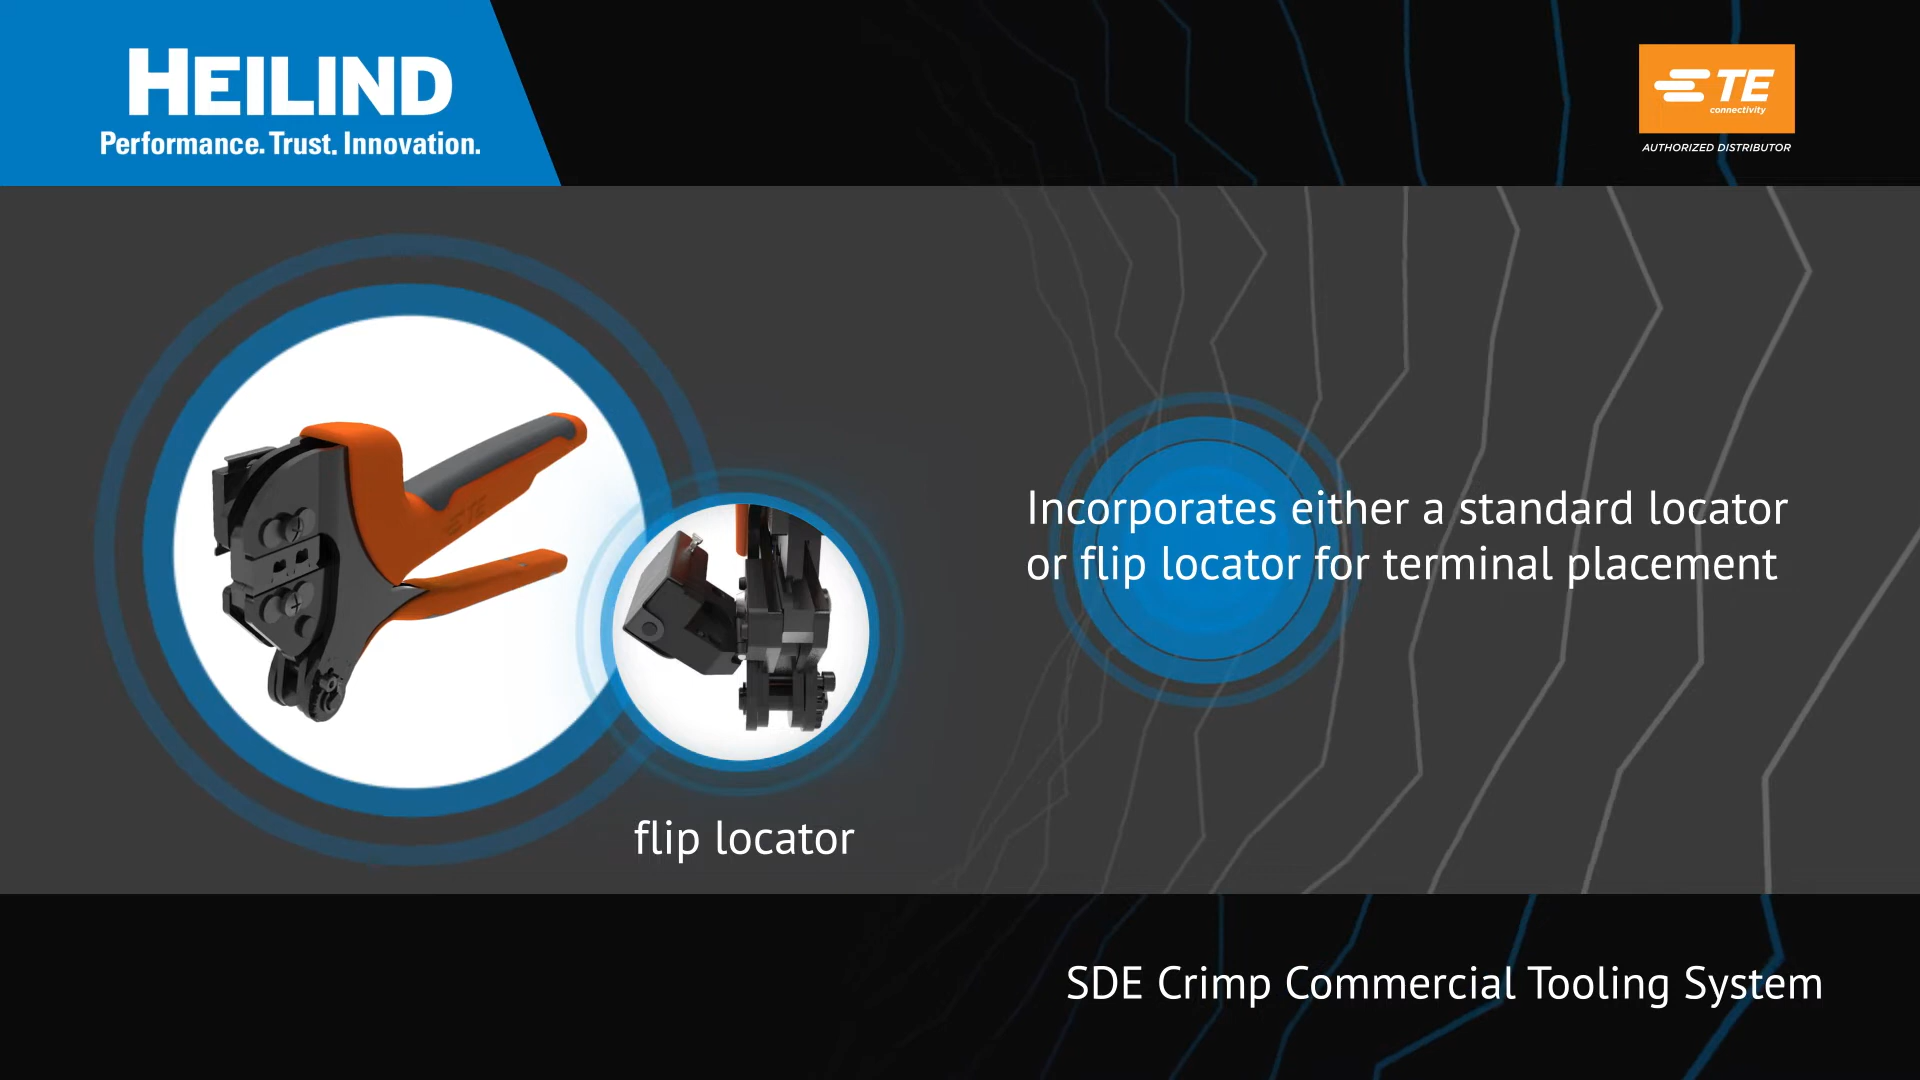 HEILIND
Performance. Trust. Innovation.
TE
connectivity
AUTHORIZED DISTRIBUTOR
TE
Incorporates either a standard locator
or flip locator for terminal placement
flip locator
SDE Crimp Commercial Tooling System